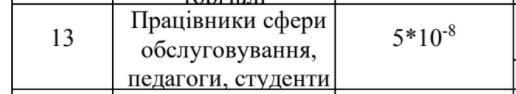 13
Працівники сфери
обслуговування,
педагоги, студенти
5*10⁻⁸